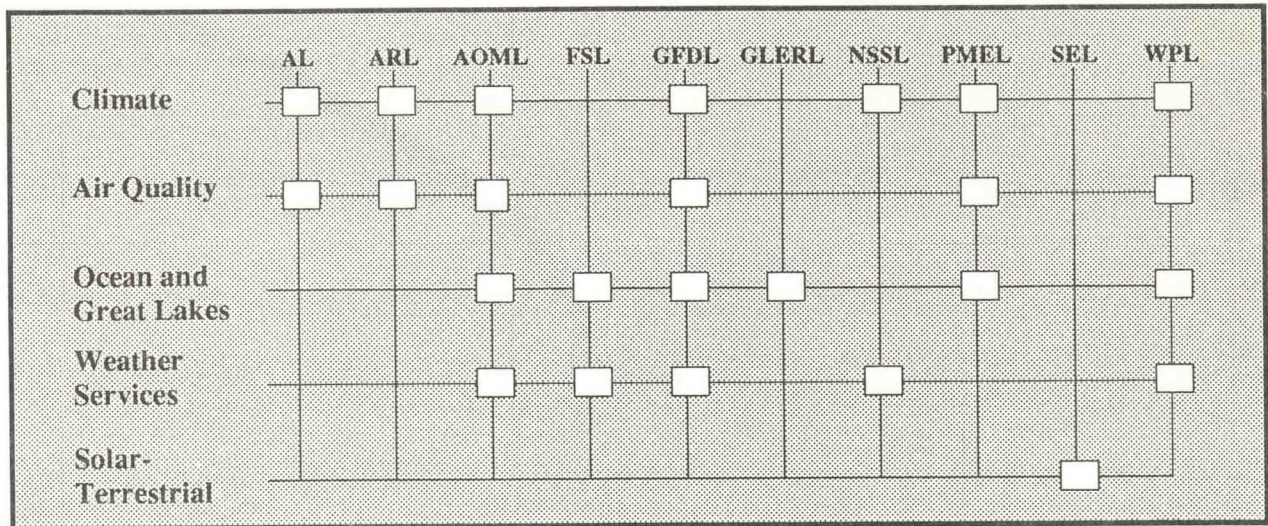 AL ARL AOML FSL GFDL GLERL NSSL PMEL SEL WPL
Climate
Air Quality
Ocean and
Great Lakes
Weather
Services
Solar-
Terrestrial